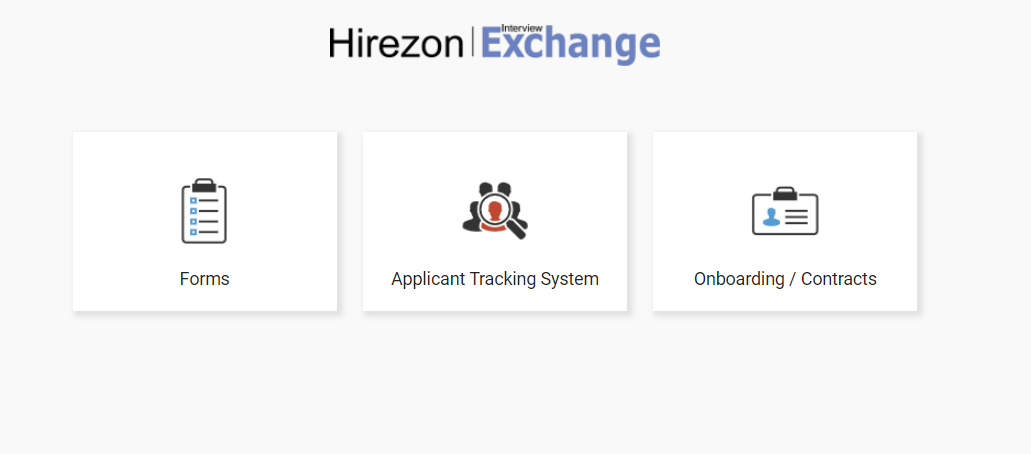 Hirezon | Interview Exchange
Forms
Applicant Tracking System
Onboarding / Contracts